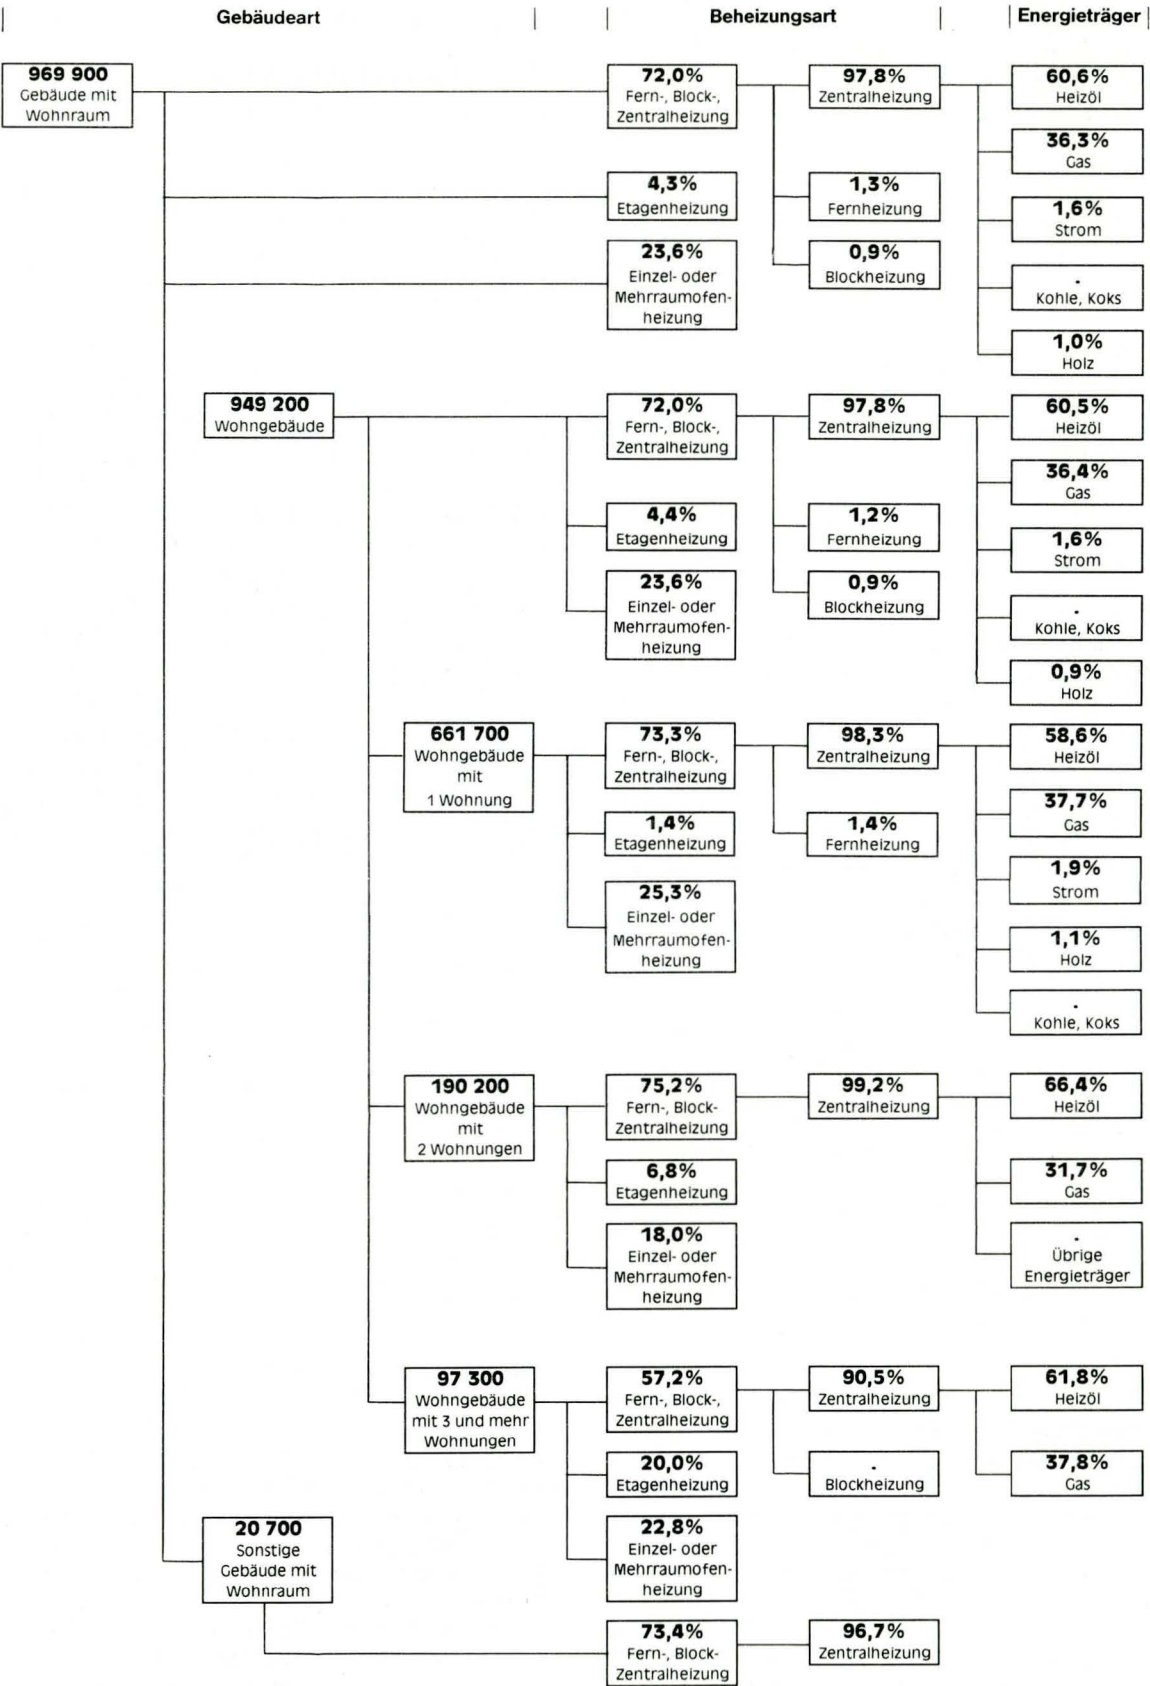 Gebäudeart
Beheizungsart
Energieträger
969 900
Gebäude mit
Wohnraum
72,0%
Fern-, Block-,
Zentralheizung
97,8%
Zentralheizung
60,6%
Heizöl
36,3%
Gas
4,3%
Etagenheizung
1,3%
Fernheizung
1,6%
Strom
23,6%
Einzel- oder
Mehrraumofen-
heizung
0,9%
Blockheizung
-
Kohle, Koks
1,0%
Holz
949 200
Wohngebäude
72,0%
Fern-, Block-,
Zentralheizung
97,8%
Zentralheizung
60,5%
Heizöl
36,4%
Gas
4,4%
Etagenheizung
1,2%
Fernheizung
1,6%
Strom
23,6%
Einzel- oder
Mehrraumofen-
heizung
0,9%
Blockheizung
-
Kohle, Koks
0,9%
Holz
661 700
Wohngebäude
mit
1 Wohnung
73,3%
Fern-, Block-,
Zentralheizung
98,3%
Zentralheizung
58,6%
Heizöl
37,7%
Gas
1,4%
Etagenheizung
1,4%
Fernheizung
1,9%
Strom
25,3%
Einzel- oder
Mehrraumofen-
heizung
1,1%
Holz
-
Kohle, Koks
190 200
Wohngebäude
mit
2 Wohnungen
75,2%
Fern-, Block-
Zentralheizung
99,2%
Zentralheizung
66,4%
Heizöl
6,8%
Etagenheizung
31,7%
Gas
18,0%
Einzel- oder
Mehrraumofen-
heizung
-
Übrige
Energieträger
97 300
Wohngebäude
mit 3 und mehr
Wohnungen
57,2%
Fern-, Block-,
Zentralheizung
90,5%
Zentralheizung
61,8%
Heizöl
20,0%
Etagenheizung
-
Blockheizung
37,8%
Gas
22,8%
Einzel- oder
Mehrraumofen-
heizung
20 700
Sonstige
Gebäude mit
Wohnraum
73,4%
Fern-, Block-
Zentralheizung
96,7%
Zentralheizung